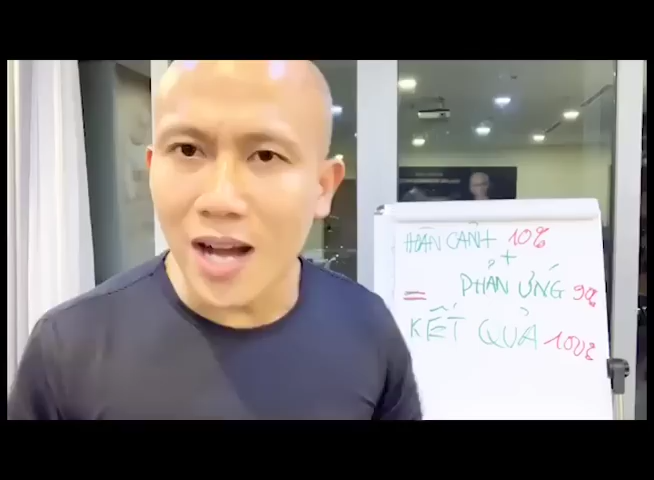 HOÀN CẢNH 10%
+
PHẢN ỨNG 90%
=
KẾT QUẢ 100%